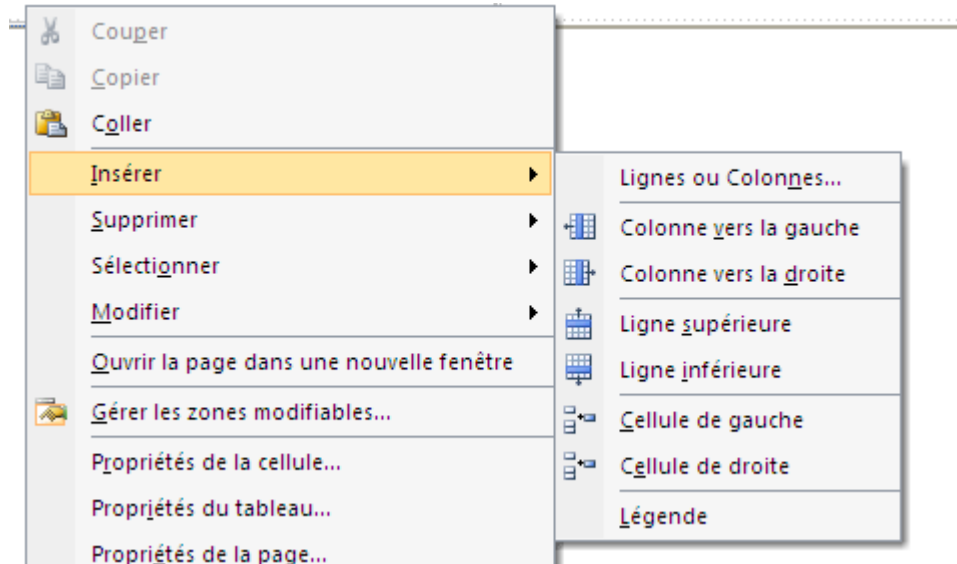 Couper
Copier
Coller
Insérer
Supprimer
Sélectionner
Modifier
Ouvrir la page dans une nouvelle fenêtre
Gérer les zones modifiables...
Propriétés de la cellule...
Propriétés du tableau...
Propriétés de la page...
Lignes ou Colonnes...
Colonne vers la gauche
Colonne vers la droite
Ligne supérieure
Ligne inférieure
Cellule de gauche
Cellule de droite
Légende